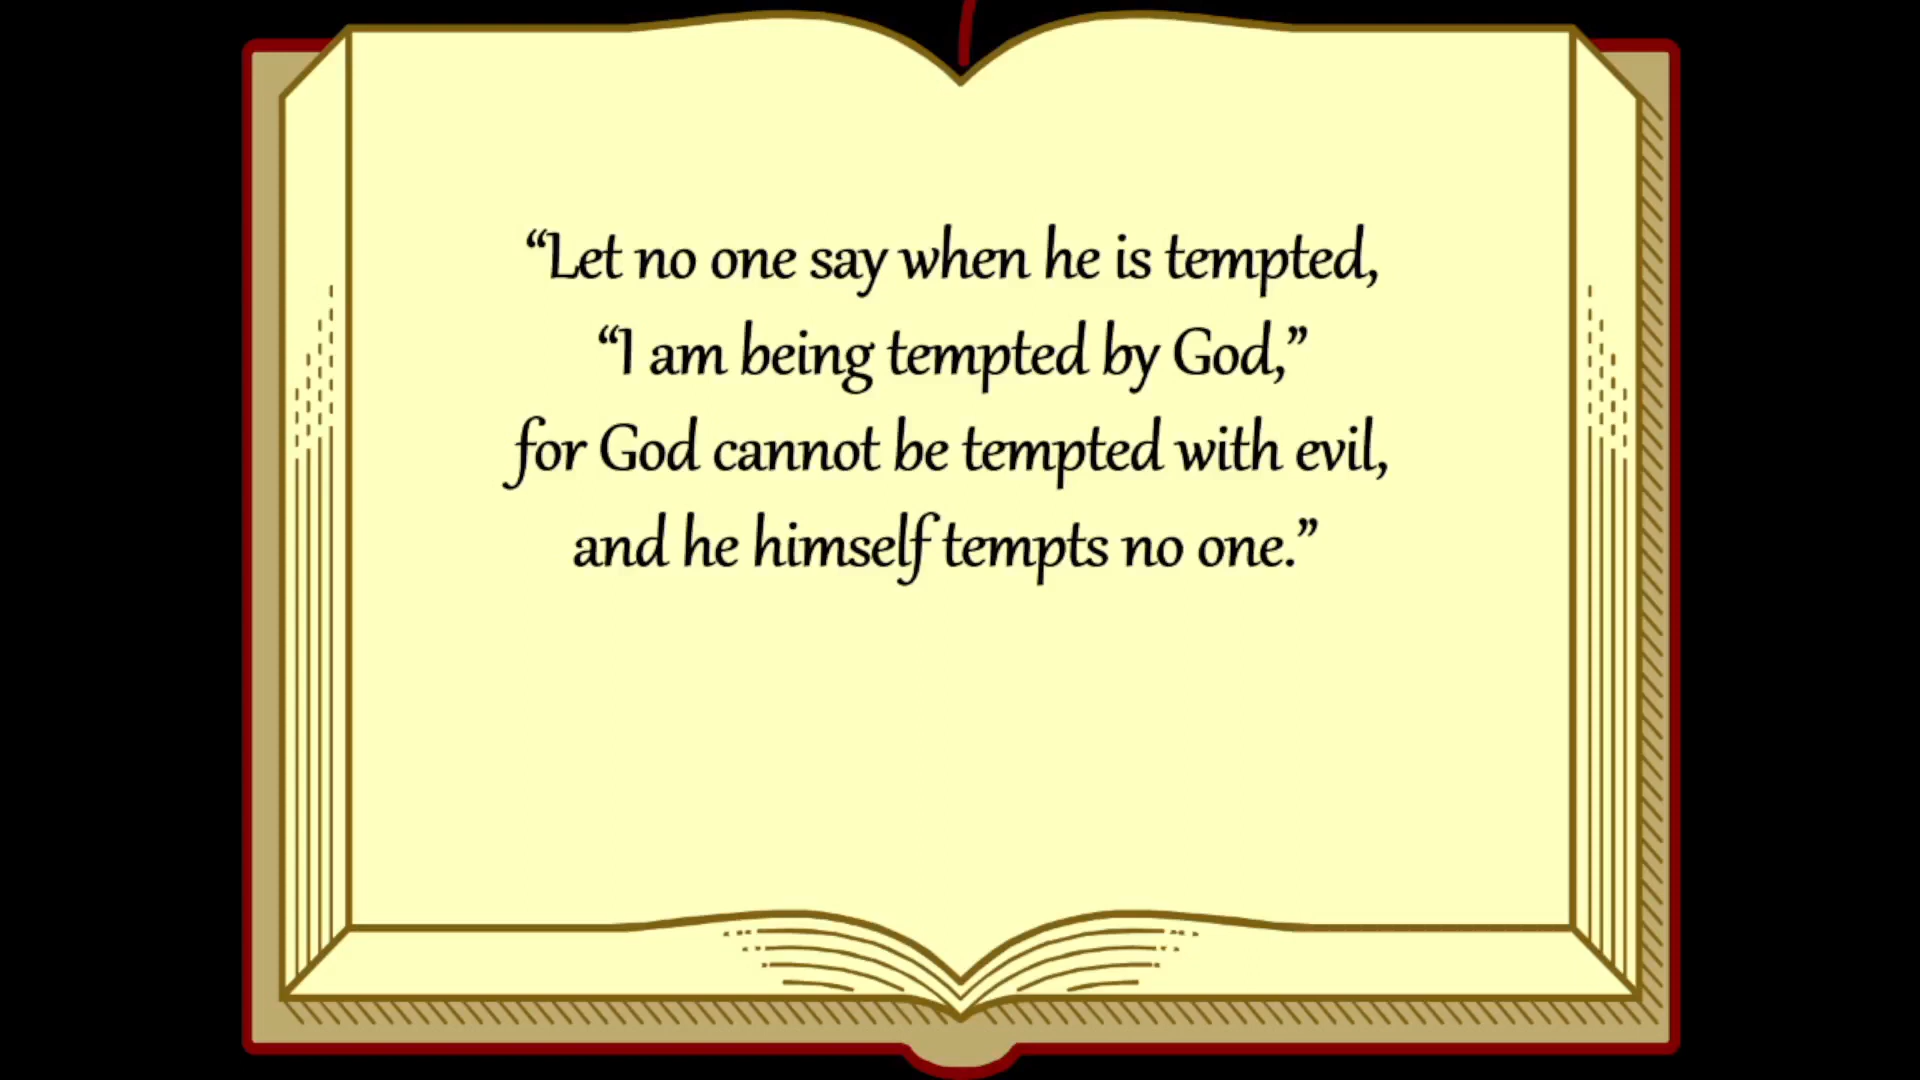 “Let no one say when he is tempted,
“I am being tempted by God,”
for God cannot be tempted with evil,
and he himself tempts no one.”